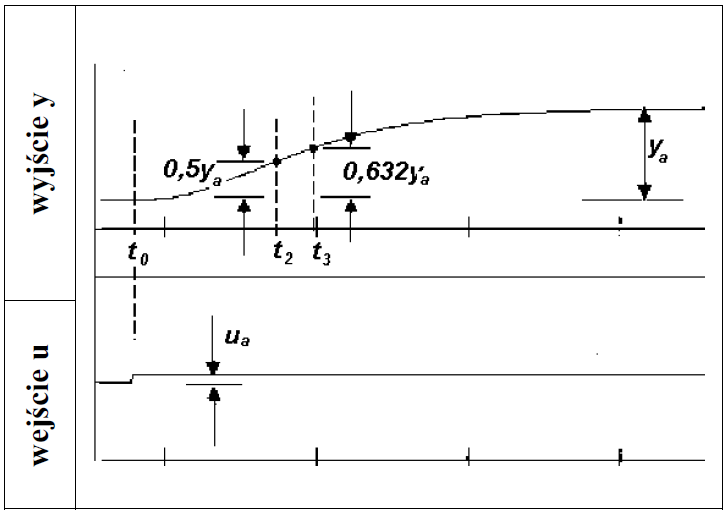 wyjście y
0,5yₐ
0,632yₐ
yₐ
t₀
t₂
t₃
wejście u
uₐ